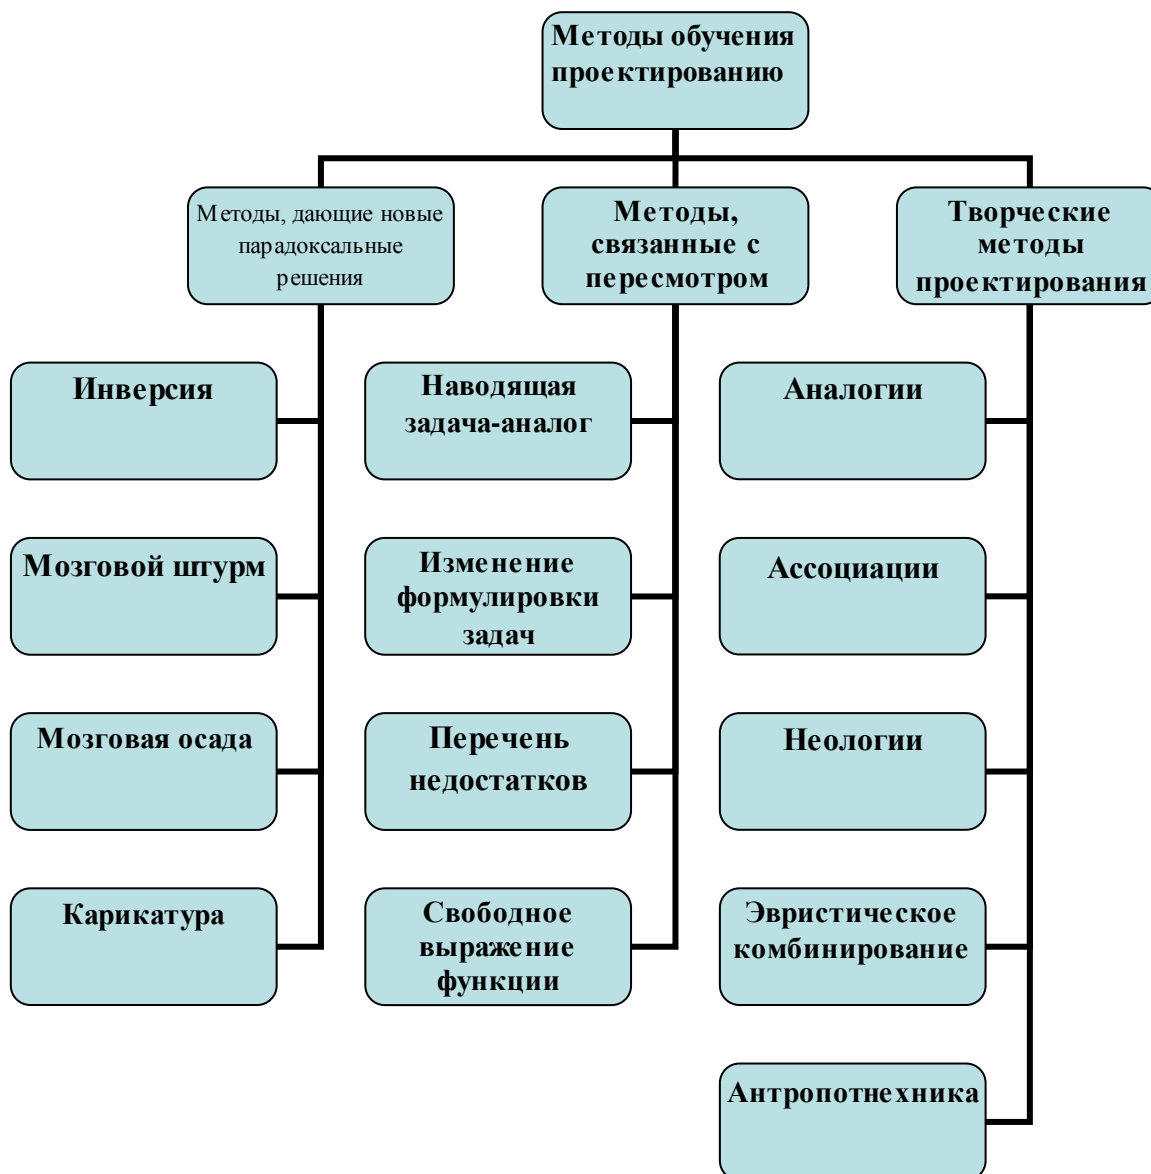 Методы обучения
проектированию
Методы, дающие новые
парадоксальные
решения
Методы,
связанные с
пересмотром
Творческие
методы
проектирования
Инверсия
Наводящая
задача-аналог
Аналогии
Мозговой штурм
Изменение
формулировки
задач
Ассоциации
Мозговая осада
Перечень
недостатков
Неологии
Карикатура
Свободное
выражение
функции
Эвристическое
комбинирование
Антропотнехника